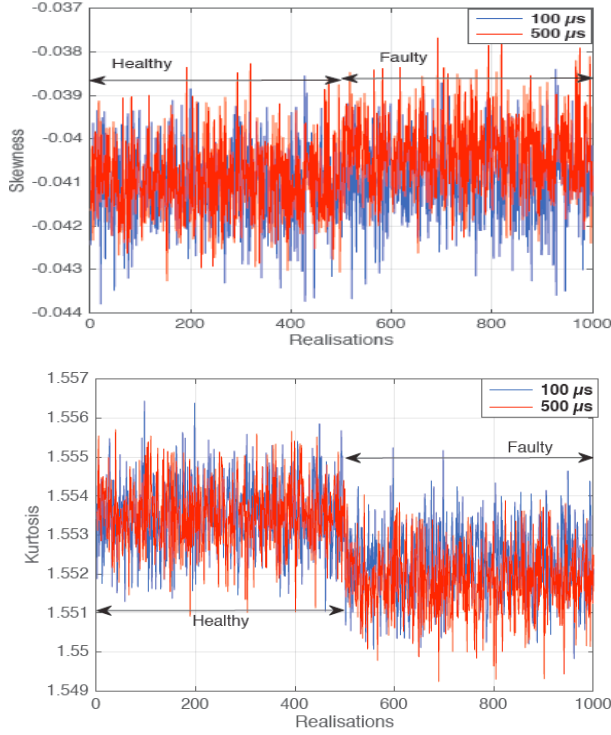 -0.037
100 µs
500 µs
-0.038
Healthy
Faulty
-0.039
-0.04
Skewness
-0.041
-0.042
-0.043
-0.044
0 200 400 600 800 1000
Realisations
1.557
100 µs
500 µs
1.556
1.555
Faulty
1.554
Kurtosis
1.553
1.552
1.551
Healthy
1.55
1.549
0 200 400 600 800 1000
Realisations